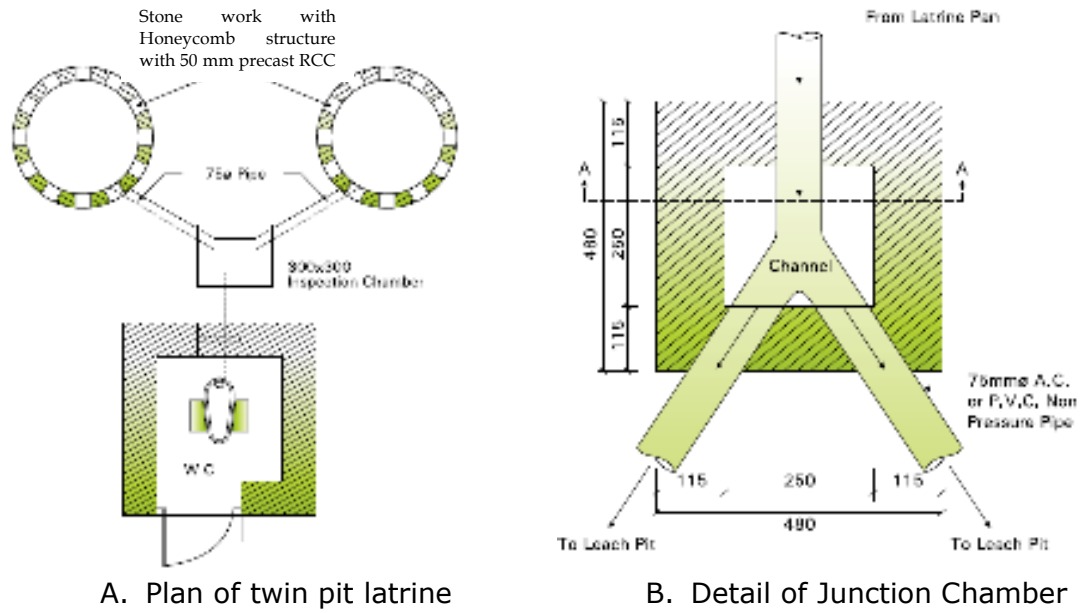 Stone work with
Honeycomb structure
with 50 mm precast RCC
75ø Pipe
300x300
Inspection Chamber
W C
A. Plan of twin pit latrine
From Latrine Pan
115
A
A
480
250
Channel
115
75mmø A.C.
or P.V.C, Non
Pressure Pipe
115
250
115
480
To Leach Pit
To Leach Pit
B. Detail of Junction Chamber